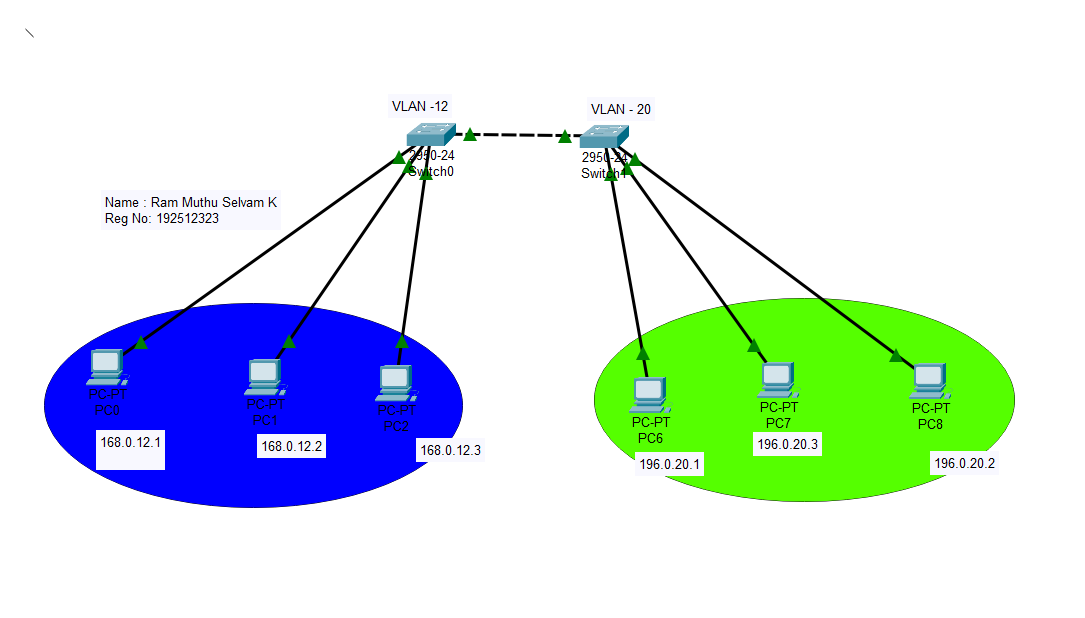 VLAN -12
VLAN - 20
2950-24
Switch0
2950-24
Switch1
Name : Ram Muthu Selvam K
Reg No: 192512323
PC-PT
PC0
168.0.12.1
PC-PT
PC1
168.0.12.2
PC-PT
PC2
168.0.12.3
PC-PT
PC6
196.0.20.1
PC-PT
PC7
196.0.20.3
PC-PT
PC8
196.0.20.2